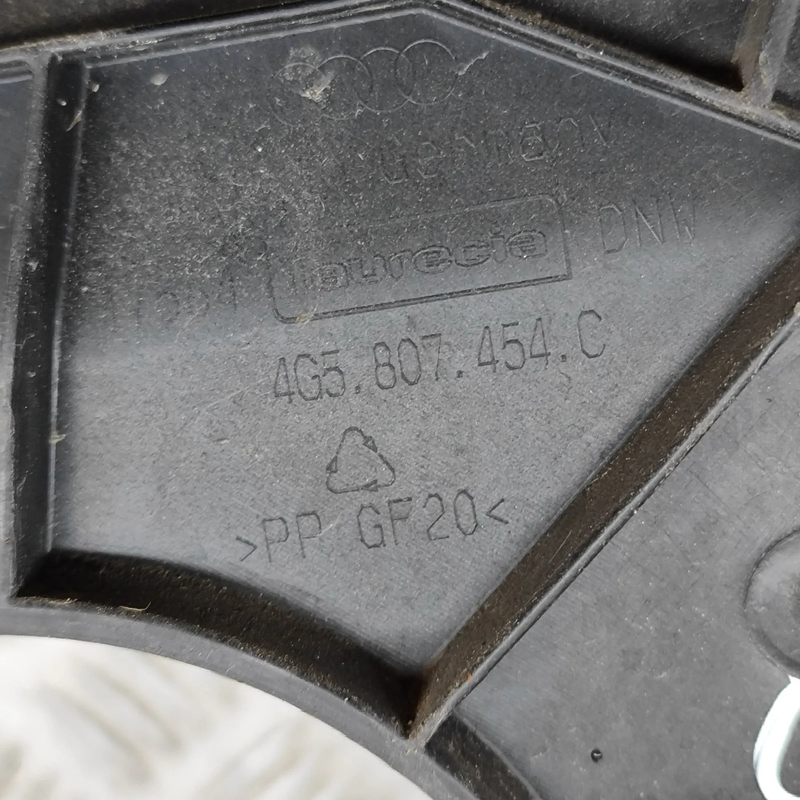 Germany
faurecia DNW
4G5.807.454.C
>PP GF20<